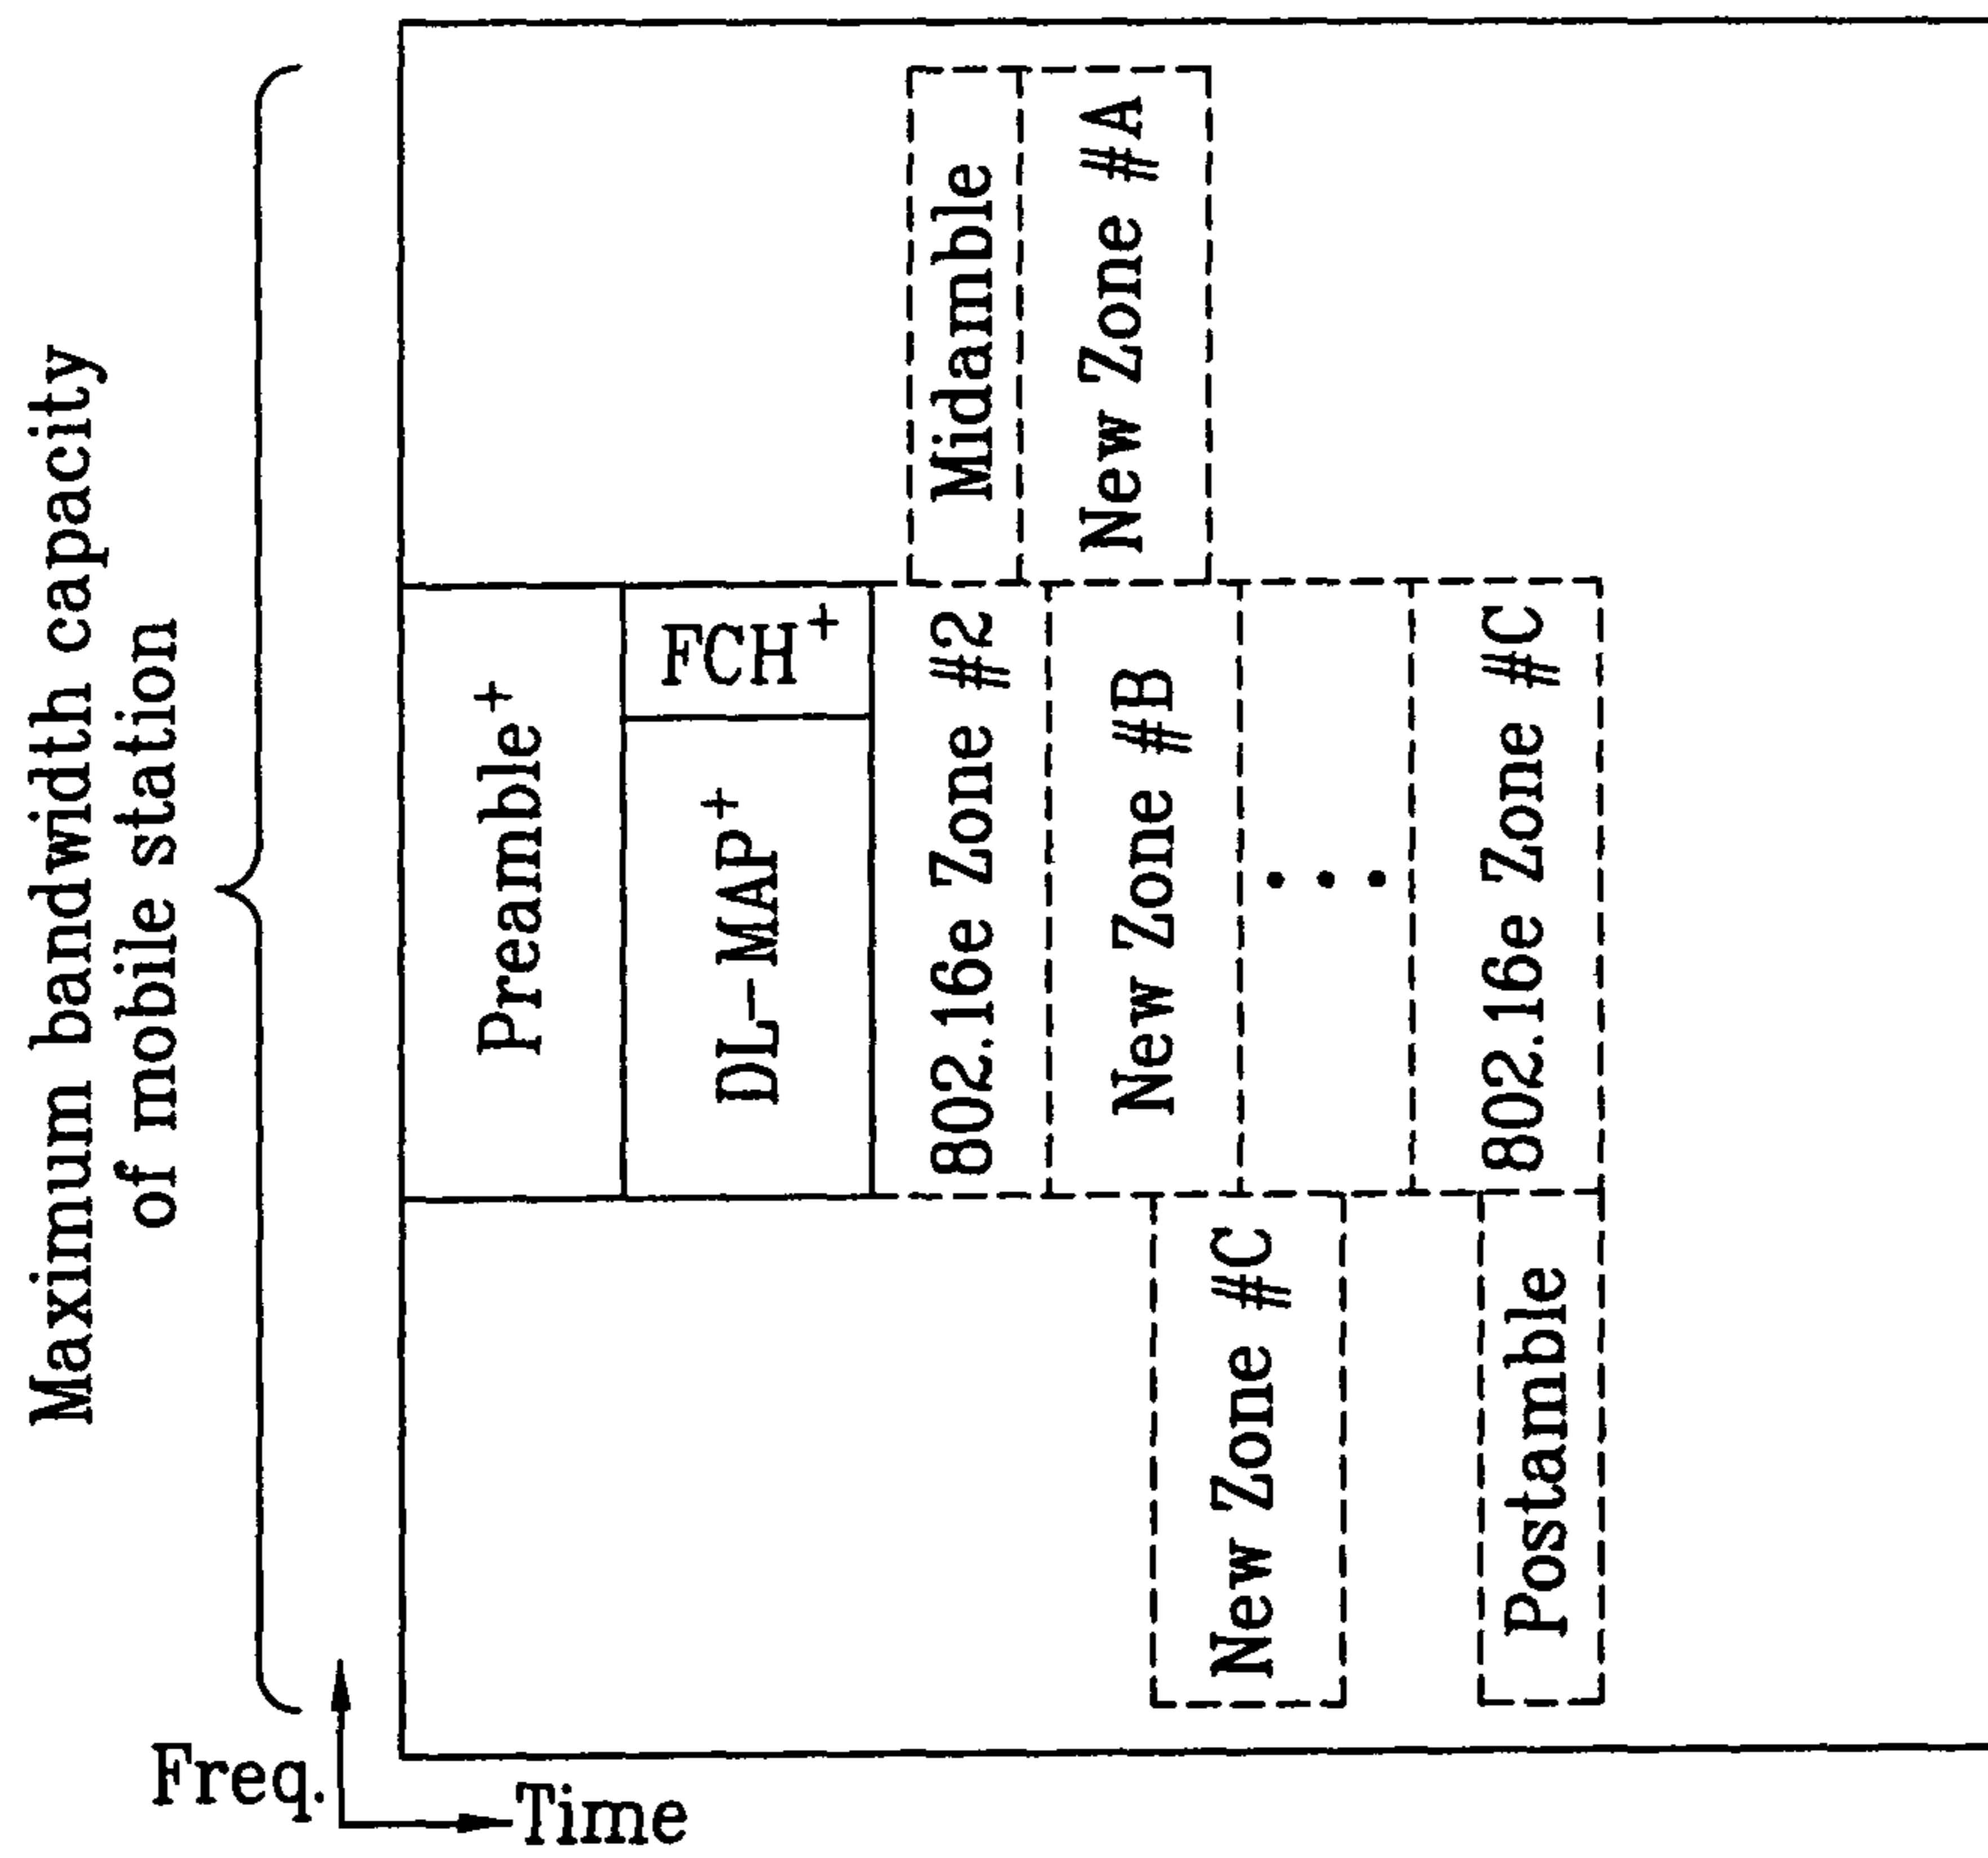 Maximum bandwidth capacity
of mobile station
Midamble
New Zone #A
Preamble+
FCH+
DL-MAP+
802.16e Zone #2
New Zone #B
• • •
802.16e Zone #C
New Zone #C
Postamble
Freq.
Time